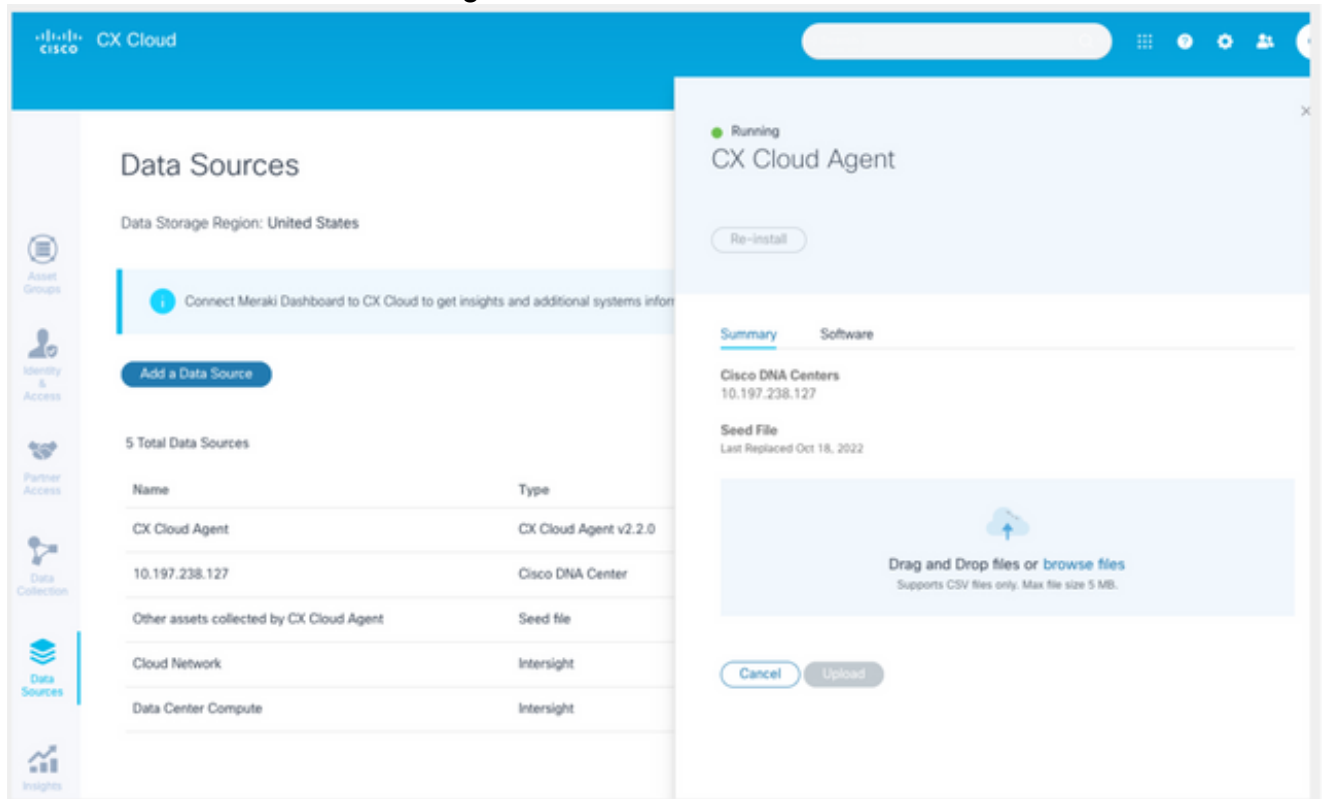 g
cisco CX Cloud
Data Sources
Data Storage Region: United States
Connect Meraki Dashboard to CX Cloud to get insights and additional systems infor
Add a Data Source
5 Total Data Sources
Name Type
CX Cloud Agent CX Cloud Agent v2.2.0
10.197.238.127 Cisco DNA Center
Other assets collected by CX Cloud Agent Seed file
Cloud Network Intersight
Data Center Compute Intersight
Asset
Groups
Identity
&
Access
Partner
Access
Data
Collection
Data
Sources
Insights
Running
CX Cloud Agent
Re-install
Summary Software
Cisco DNA Centers
10.197.238.127
Seed File
Last Replaced Oct 18, 2022
Drag and Drop files or browse files
Supports CSV files only. Max file size 5 MB.
Cancel Upload